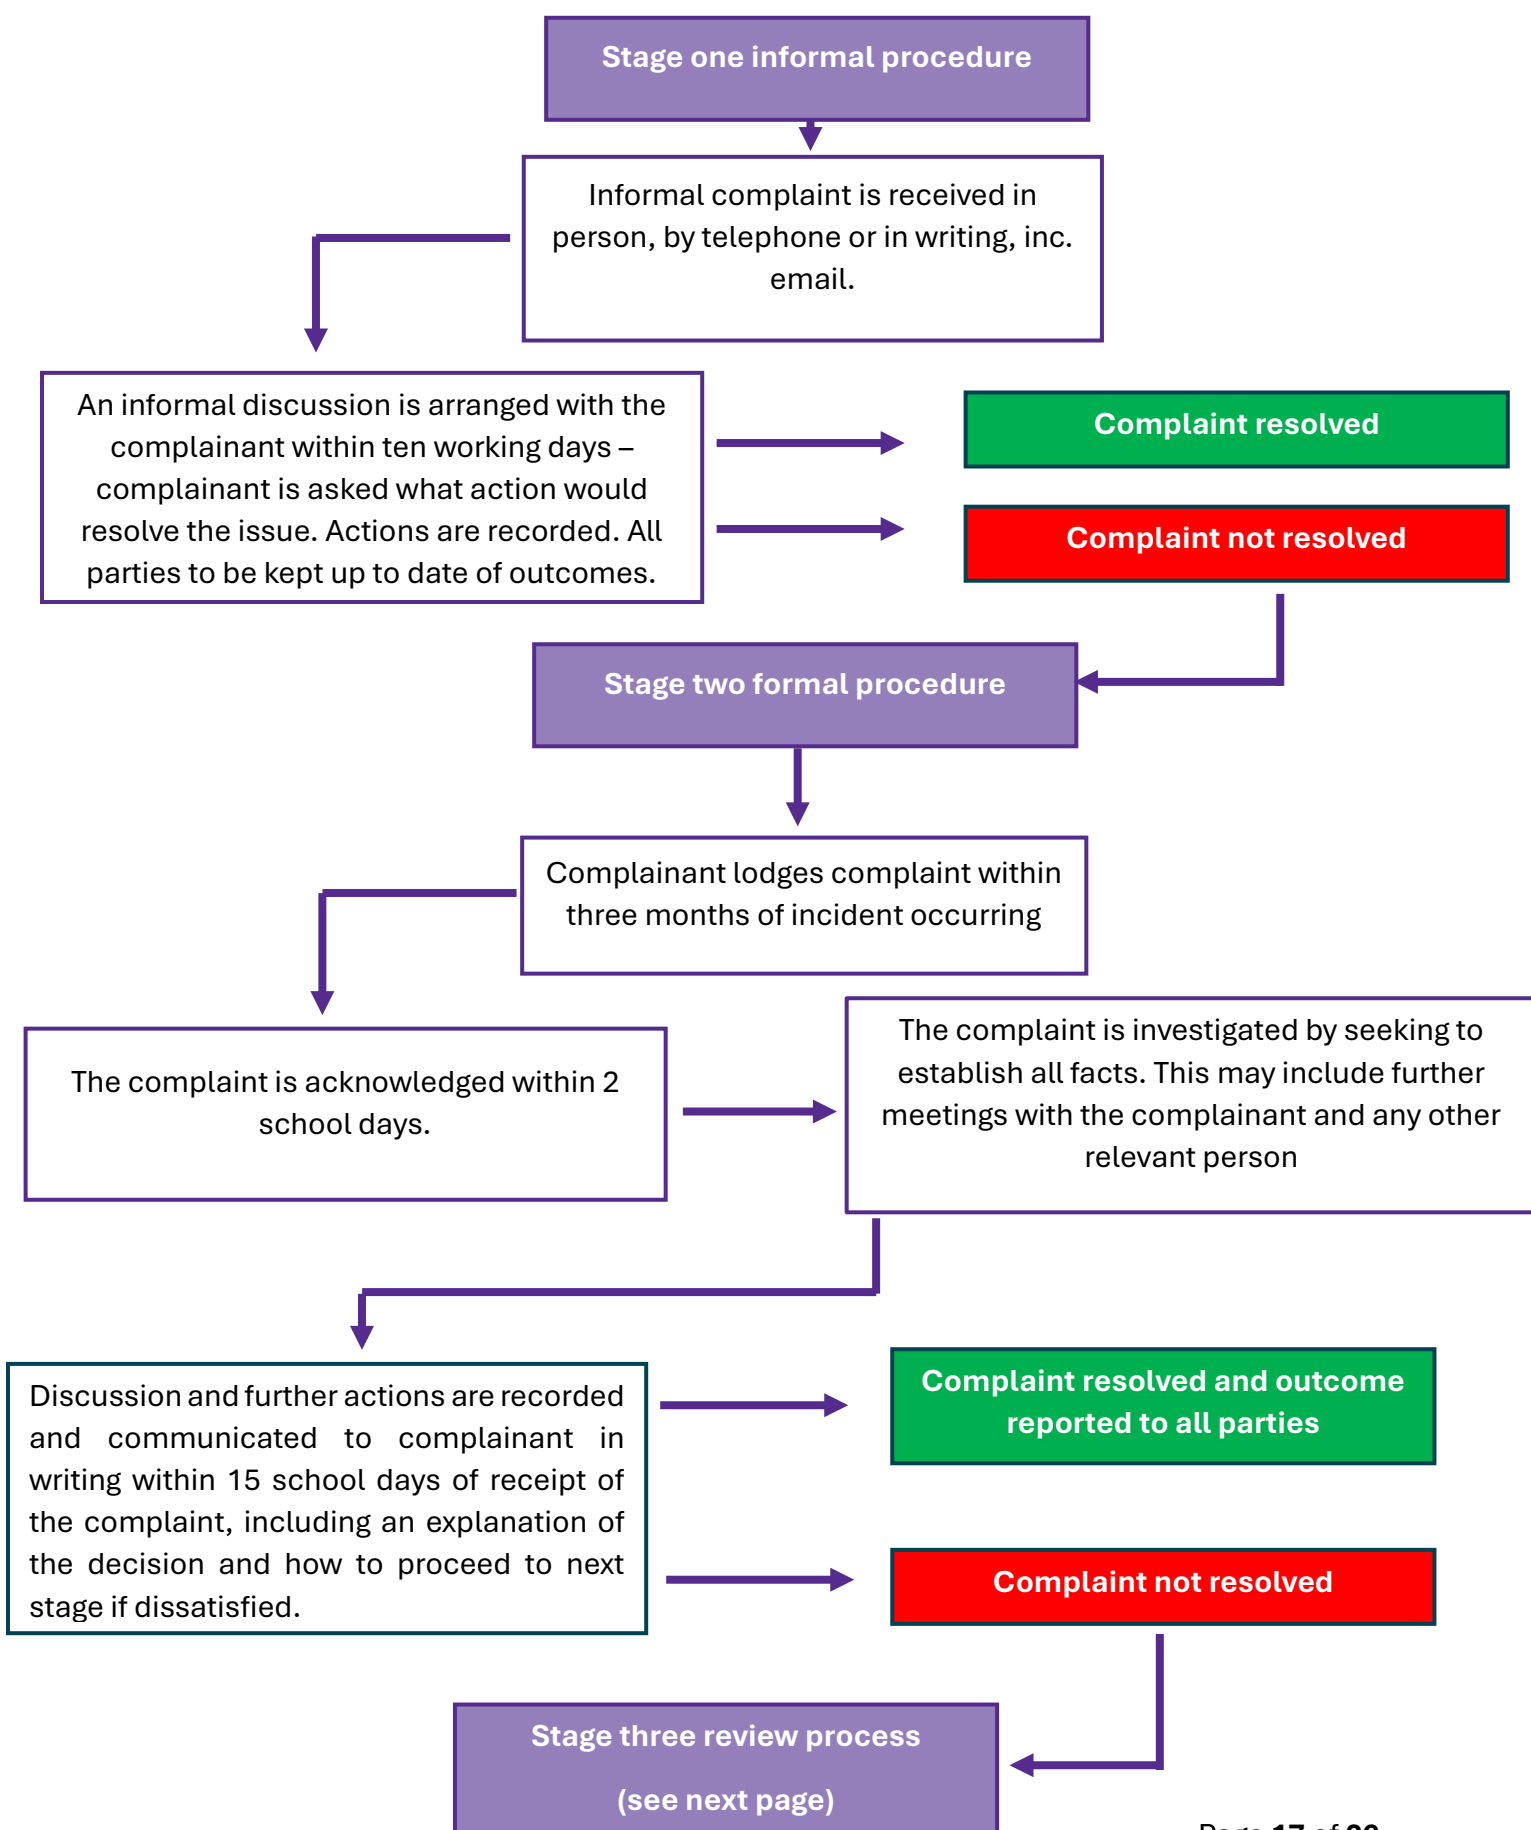 Stage one informal procedure
Informal complaint is received in
person, by telephone or in writing, inc.
email.
An informal discussion is arranged with the
complainant within ten working days –
complainant is asked what action would
resolve the issue. Actions are recorded. All
parties to be kept up to date of outcomes.
Complaint resolved
Complaint not resolved
Stage two formal procedure
Complainant lodges complaint within
three months of incident occurring
The complaint is acknowledged within 2
school days.
The complaint is investigated by seeking to
establish all facts. This may include further
meetings with the complainant and any other
relevant person
Discussion and further actions are recorded
and communicated to complainant in
writing within 15 school days of receipt of
the complaint, including an explanation of
the decision and how to proceed to next
stage if dissatisfied.
Complaint resolved and outcome
reported to all parties
Complaint not resolved
Stage three review process
(see next page)
Page 17 of